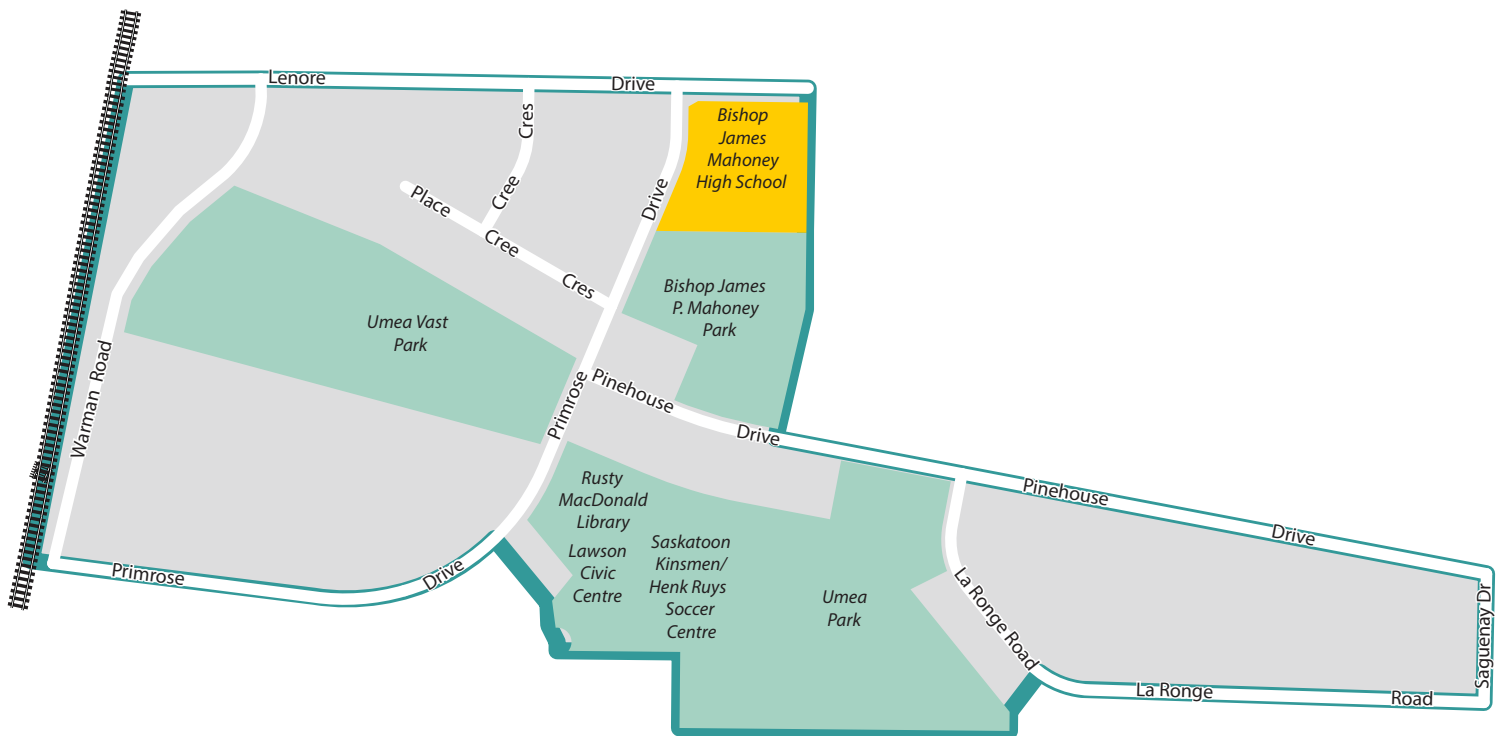 Lenore
Drive
Cres
Cree
Place
Cree
Cres
Drive
Bishop
James
Mahoney
High School
Bishop James
P. Mahoney
Park
Umea Vast
Park
Warman Road
Primrose
Pinehouse
Drive
Pinehouse
Drive
Rusty
MacDonald
Library
Lawson
Civic
Centre
Saskatoon
Kinsmen/
Henk Ruys
Soccer
Centre
Umea
Park
Primrose
Drive
La Ronge Road
La Ronge
Road
Saguenay Dr